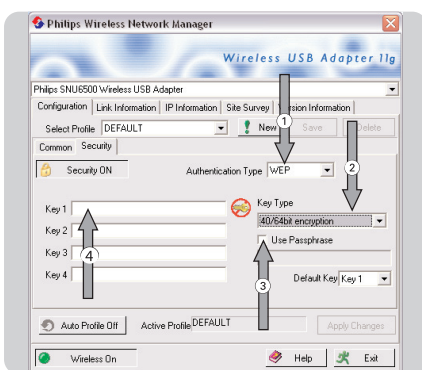 Philips Wireless Network Manager
Wireless USB Adapter 11g
Philips SNU6500 Wireless USB Adapter
Configuration Link Information IP Information Site Survey Version Information
Select Profile DEFAULT New Save Delete
1
Common Security
Security ON Authentication Type WEP 2
Key 1 Key Type
40/64bit encryption
Key 2 Use Passphrase
Key 3 4
Key 4 Default Key Key 1
3
Auto Profile Off Active Profile DEFAULT Apply Changes
Wireless On Help Exit